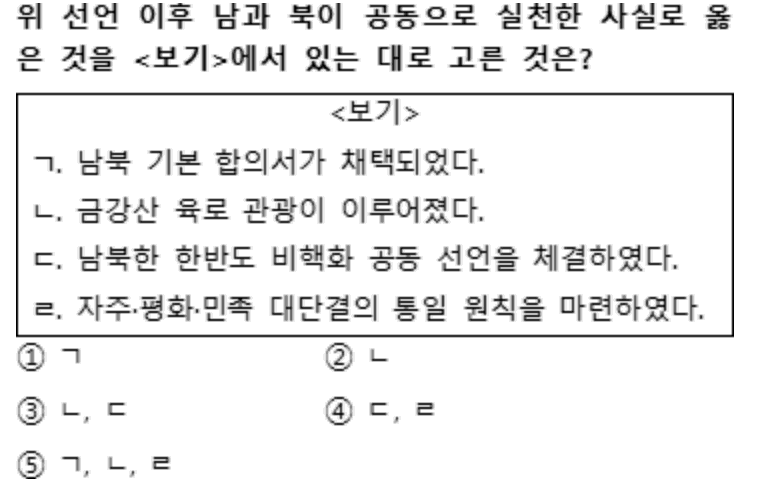 위 선언 이후 남과 북이 공동으로 실천한 사실로 옳
은 것을 <보기>에서 있는 대로 고른 것은?
<보기>
ㄱ. 남북 기본 합의서가 채택되었다.
ㄴ. 금강산 육로 관광이 이루어졌다.
ㄷ. 남북한 한반도 비핵화 공동 선언을 체결하였다.
ㄹ. 자주·평화·민족 대단결의 통일 원칙을 마련하였다.
① ㄱ ② ㄴ
③ ㄴ, ㄷ ④ ㄷ, ㄹ
⑤ ㄱ, ㄴ, ㄹ